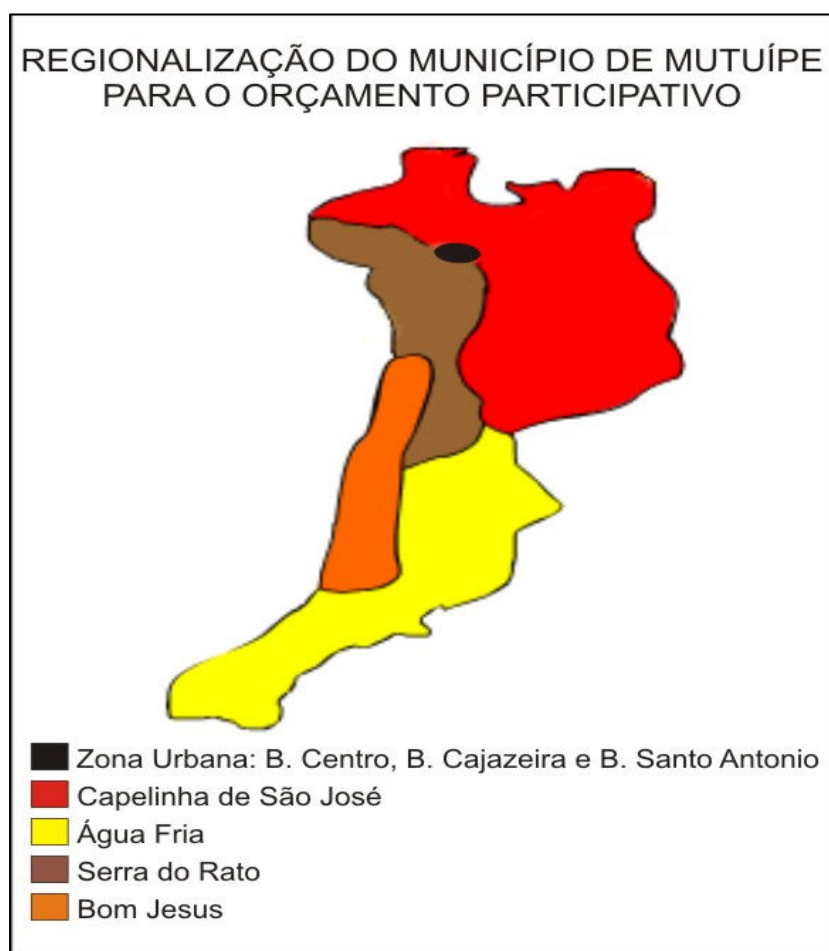 REGIONALIZAÇÃO DO MUNICÍPIO DE MUTUÍPE
PARA O ORÇAMENTO PARTICIPATIVO
Zona Urbana: B. Centro, B. Cajazeira e B. Santo Antonio
Capelinha de São José
Água Fria
Serra do Rato
Bom Jesus